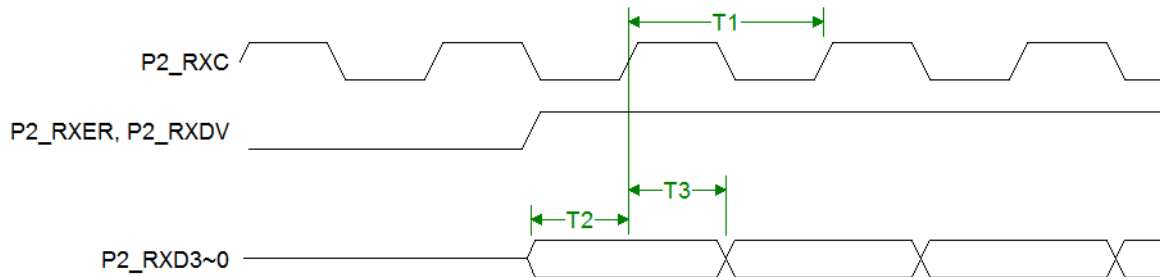 T1
P2_RXC
P2_RXER, P2_RXDV
T3
T2
P2_RXD3~0